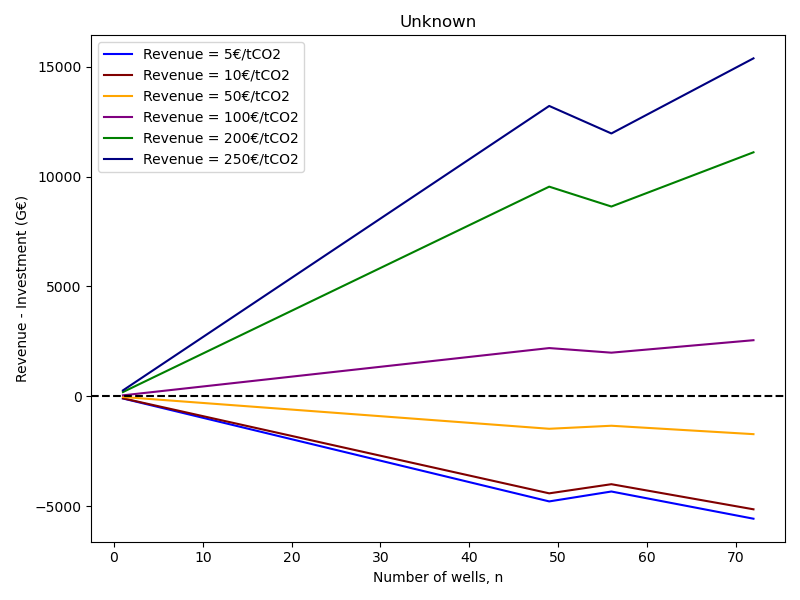 Unknown
Revenue = 5€/tCO2
Revenue = 10€/tCO2
Revenue = 50€/tCO2
Revenue = 100€/tCO2
Revenue = 200€/tCO2
Revenue = 250€/tCO2
Revenue - Investment (G€)
15000
10000
5000
0
−5000
0 10 20 30 40 50 60 70
Number of wells, n